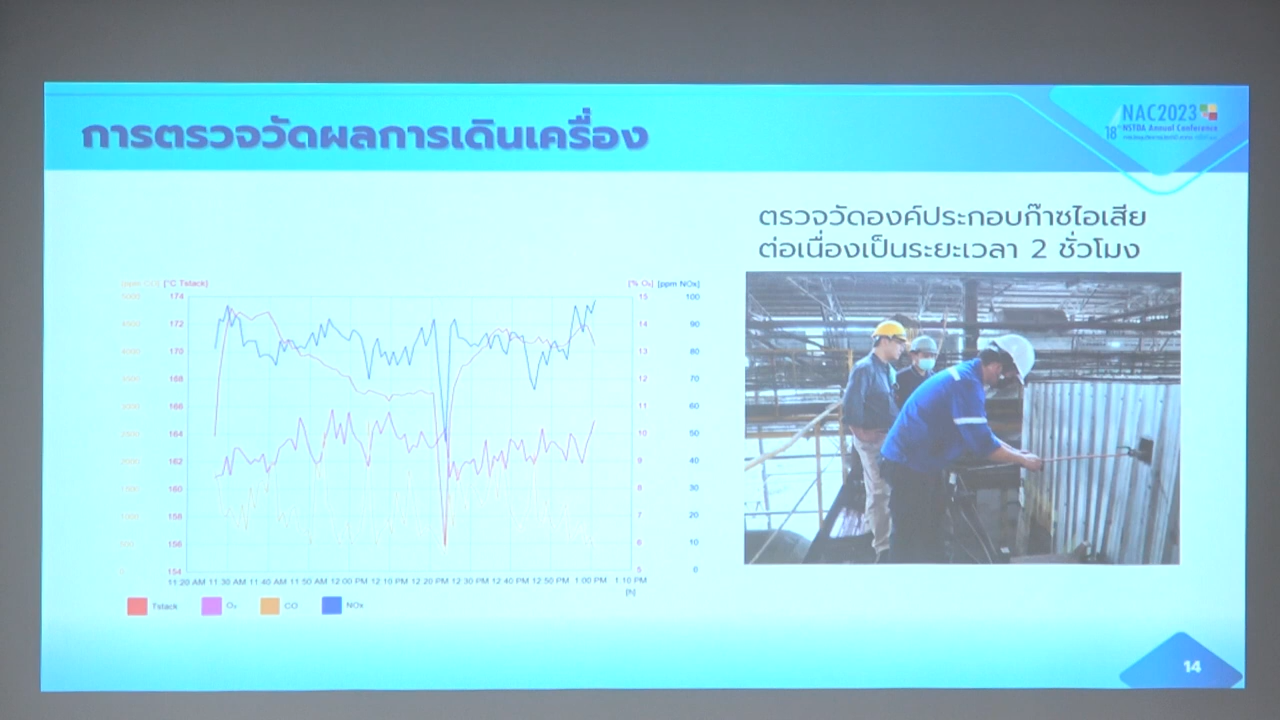 การตรวจวัดผลการเดินเครื่อง
NAC2023
18th NSTDA Annual Conference
ตรวจวัดองค์ประกอบก๊าซไอเสีย
ต่อเนื่องเป็นระยะเวลา 2 ชั่วโมง
[°C Tstack] [% O₂] [ppm NOx]
174 15 100
172 14 90
170 13 80
168 12 70
166 11 60
164 10 50
162 9 40
160 8 30
158 7 20
156 6 10
154 5 0
11:20 AM 11:30 AM 11:40 AM 11:50 AM 12:00 PM 12:10 PM 12:20 PM 12:30 PM 12:40 PM 12:50 PM 1:00 PM 1:10 PM
[h]
Tstack O₂ CO NOx
14